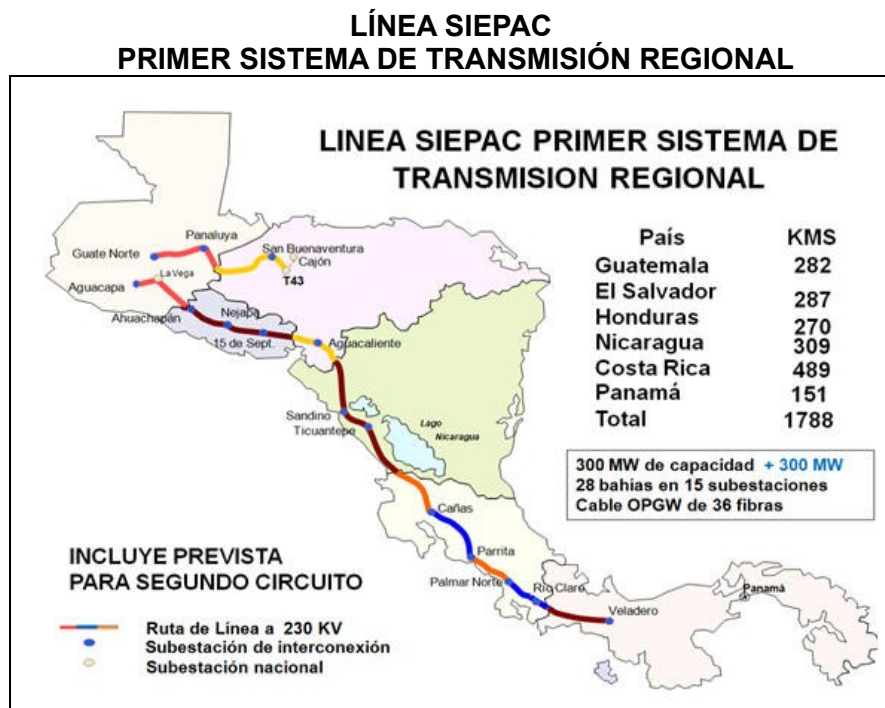 LÍNEA SIEPAC
PRIMER SISTEMA DE TRANSMISIÓN REGIONAL
LINEA SIEPAC PRIMER SISTEMA DE
TRANSMISION REGIONAL
País KMS
Guatemala 282
El Salvador 287
Honduras 270
Nicaragua 309
Costa Rica 489
Panamá 151
Total 1788
300 MW de capacidad + 300 MW
28 bahías en 15 subestaciones
Cable OPGW de 36 fibras
Panaluya
Guate Norte
San Buenaventura
Cajón
La Vega
T43
Aguacapa
Ahuachapán
Nejapa
15 de Sept.
Aguacaliente
Sandino
Ticuantepe
Lago
Nicaragua
Cañas
Parrita
Palmar Norte
Río Claro
Veladero
Panamá
INCLUYE PREVISTA
PARA SEGUNDO CIRCUITO
Ruta de Línea a 230 KV
Subestación de interconexión
Subestación nacional